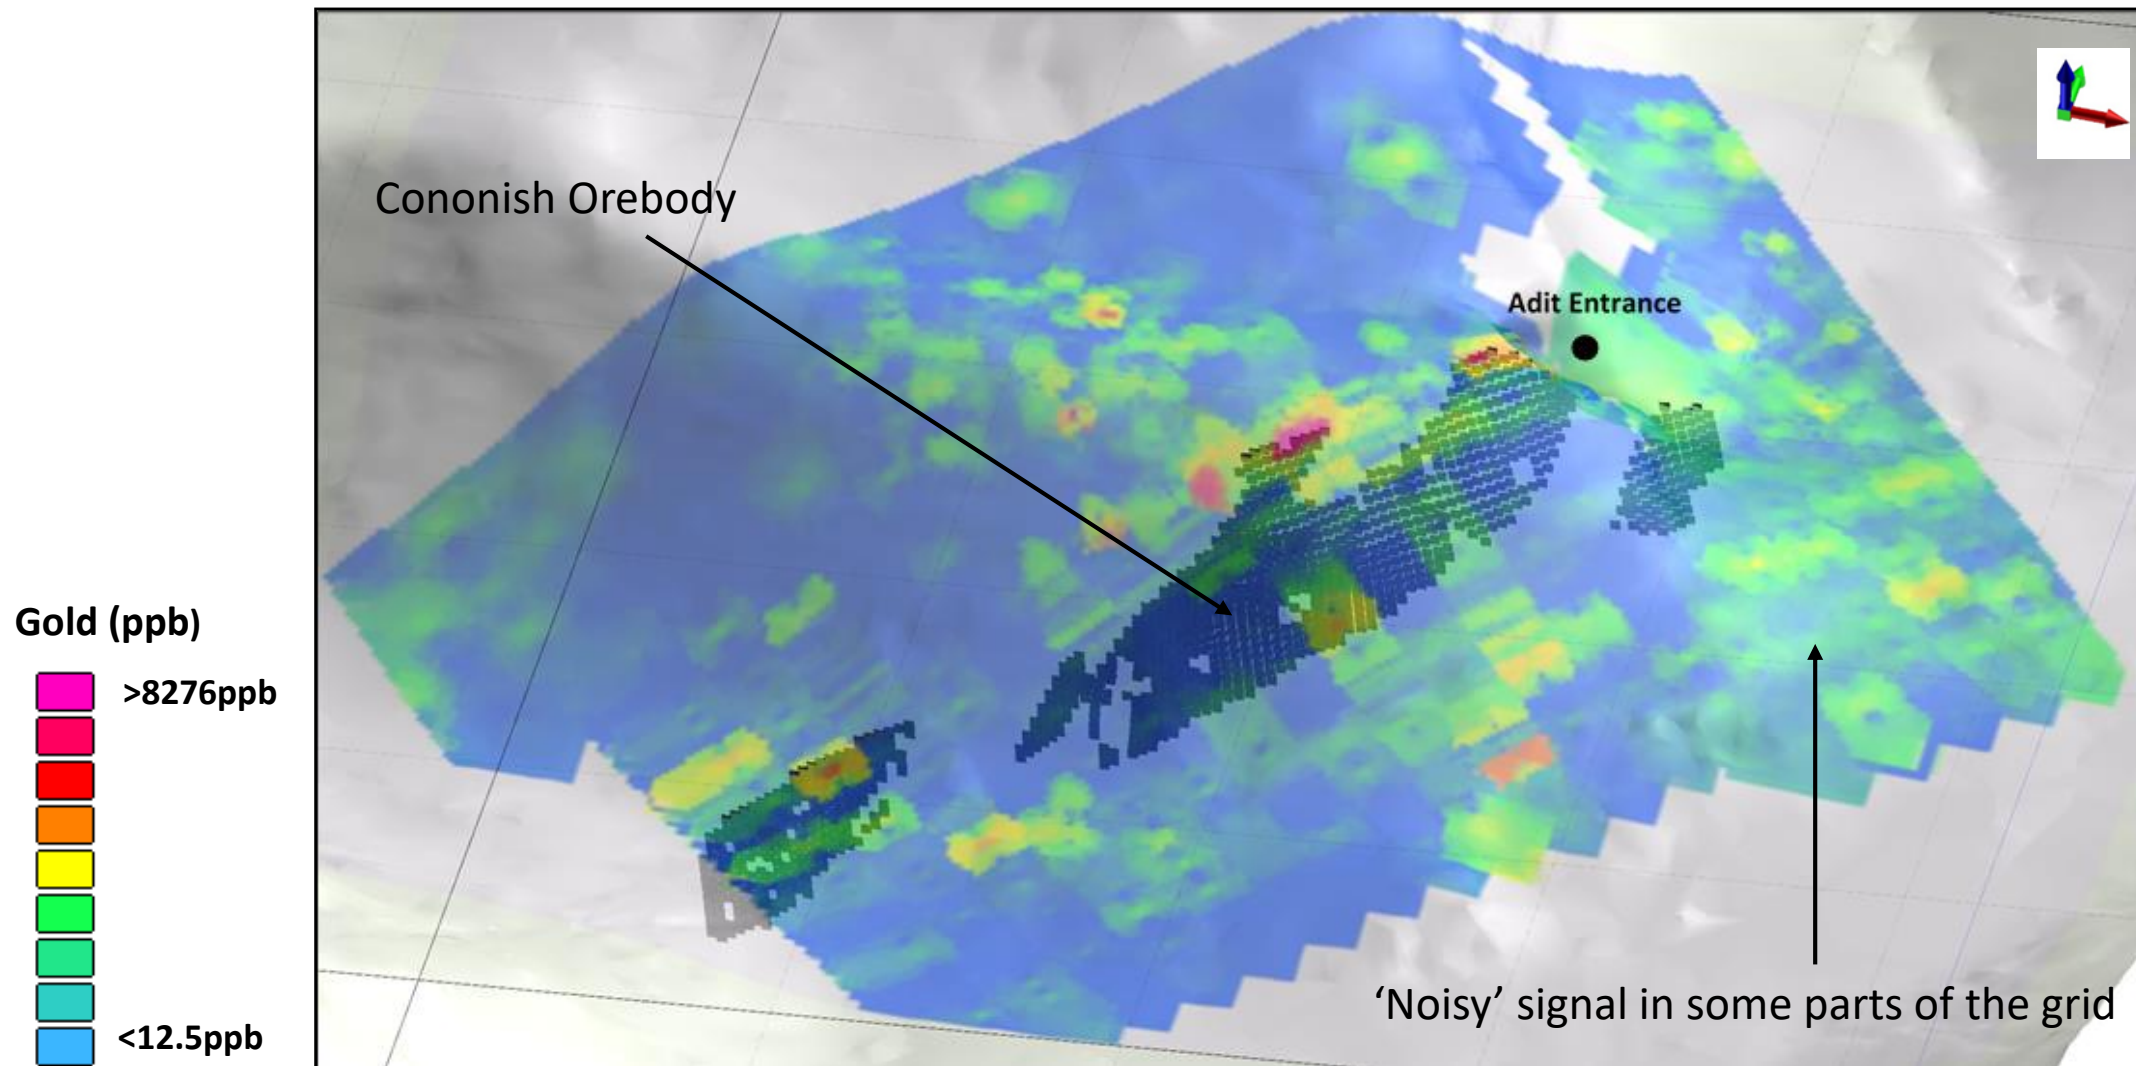 Cononish Orebody
Adit Entrance
Gold (ppb)
>8276ppb
<12.5ppb
‘Noisy’ signal in some parts of the grid